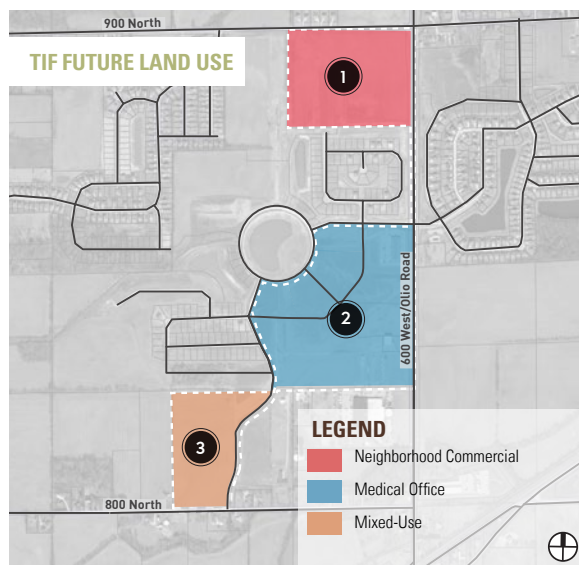 900 North
TIF FUTURE LAND USE
1
600 West/Olio Road
2
3
LEGEND
Neighborhood Commercial
Medical Office
Mixed-Use
800 North